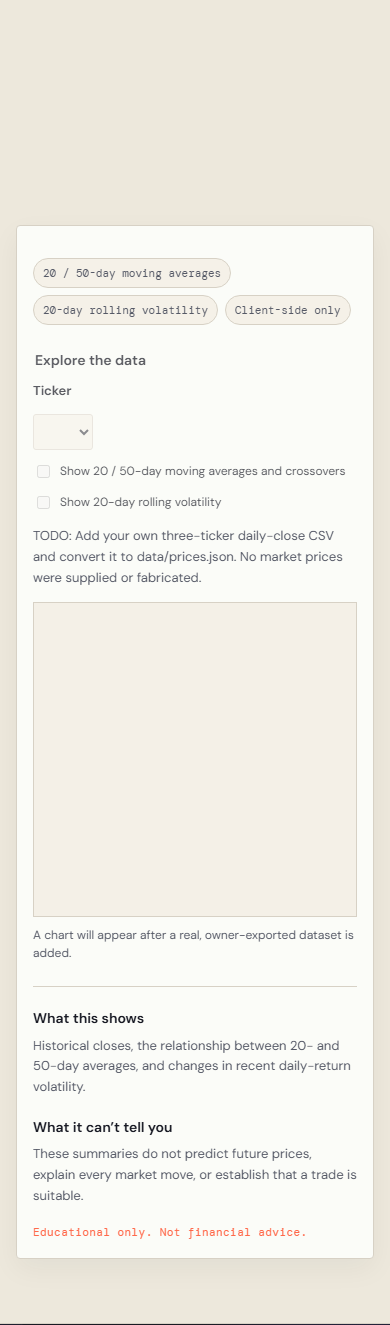 20 / 50-day moving averages
20-day rolling volatility
Client-side only
Explore the data
Ticker
Show 20 / 50-day moving averages and crossovers
Show 20-day rolling volatility
TODO: Add your own three-ticker daily-close CSV
and convert it to data/prices.json. No market prices
were supplied or fabricated.
A chart will appear after a real, owner-exported dataset is
added.
What this shows
Historical closes, the relationship between 20- and
50-day averages, and changes in recent daily-return
volatility.
What it can’t tell you
These summaries do not predict future prices,
explain every market move, or establish that a trade is
suitable.
Educational only. Not financial advice.